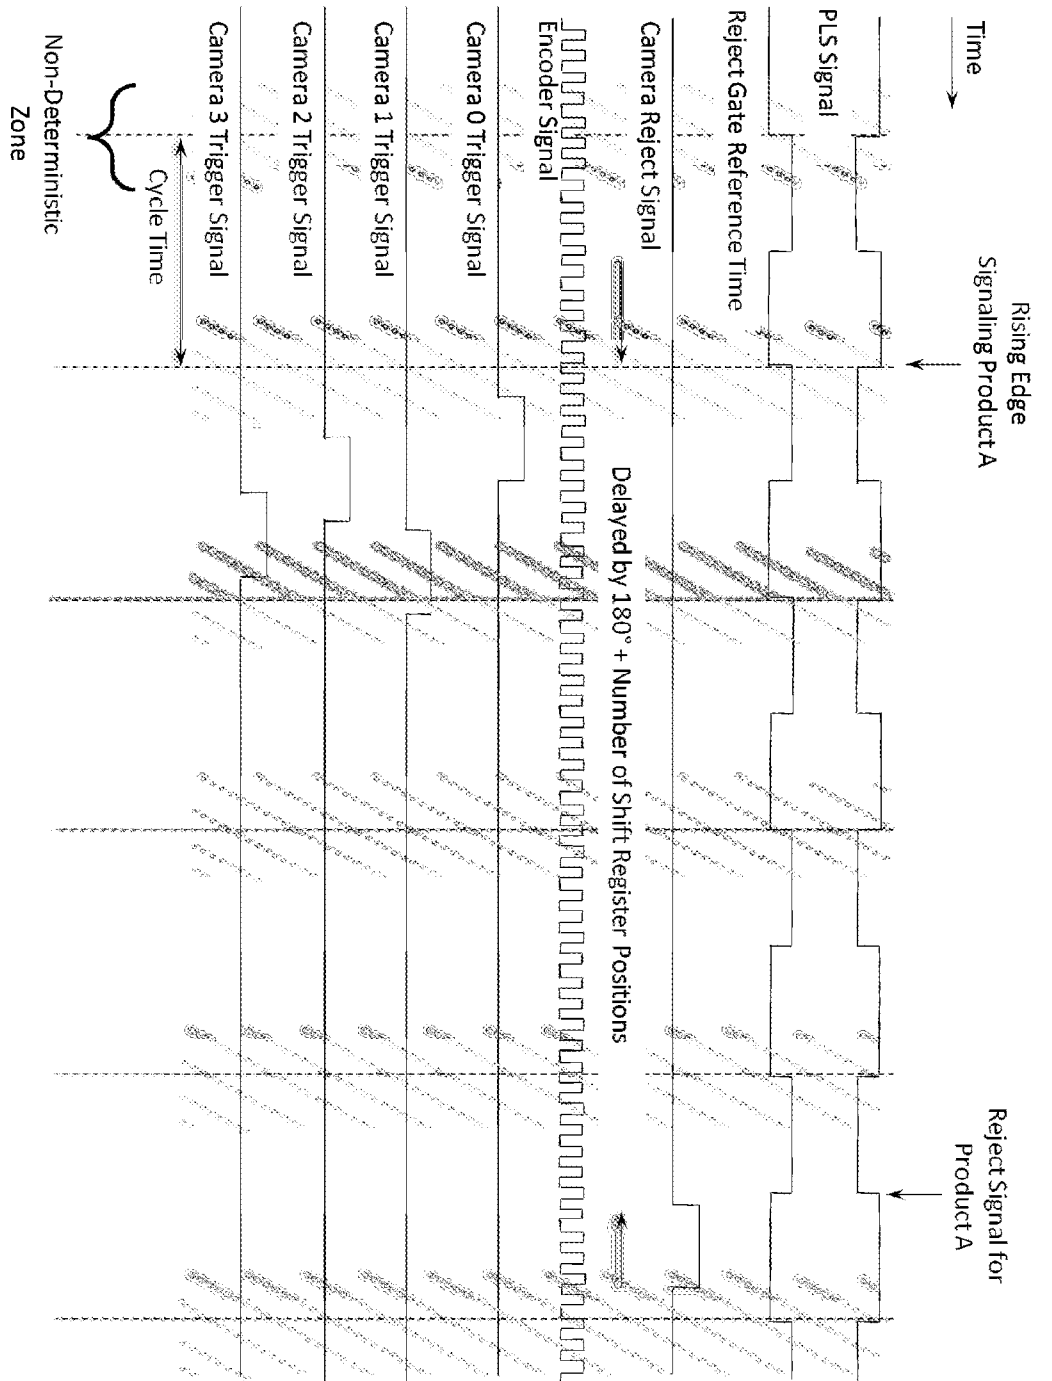 Time
PLS Signal
Reject Gate Reference Time
Camera Reject Signal
Encoder Signal
Camera 0 Trigger Signal
Camera 1 Trigger Signal
Camera 2 Trigger Signal
Camera 3 Trigger Signal
Cycle Time
Non-Deterministic
Zone
Rising Edge
Signaling Product A
Delayed by 180° + Number of Shift Register Positions
Reject Signal for
Product A